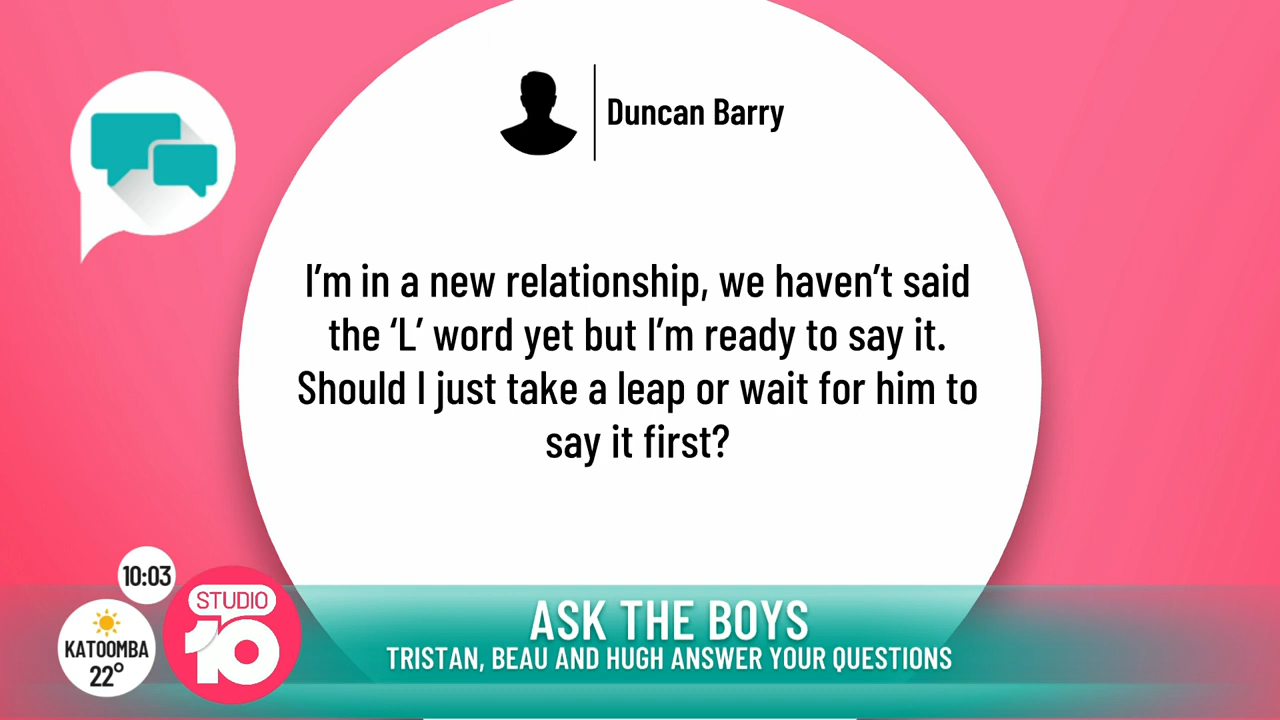 Duncan Barry
I'm in a new relationship, we haven't said
the 'L' word yet but I'm ready to say it.
Should I just take a leap or wait for him to
say it first?
10:03
STUDIO
10
KATOOMBA
22°
ASK THE BOYS
TRISTAN, BEAU AND HUGH ANSWER YOUR QUESTIONS